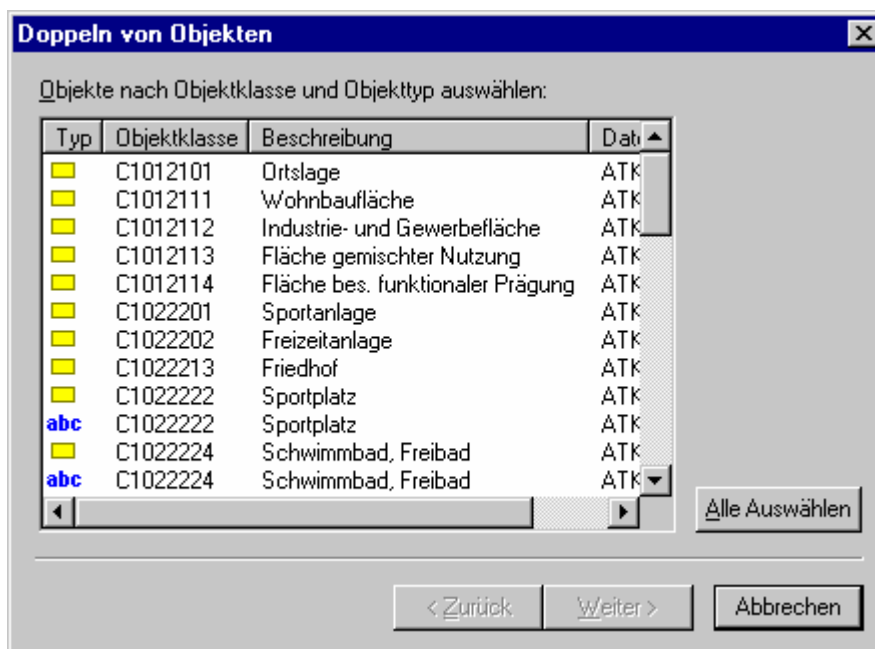 Doppeln von Objekten
Objekte nach Objektklasse und Objekttyp auswählen:
Typ Objektklasse Beschreibung Date
C1012101 Ortslage ATK
C1012111 Wohnbaufläche ATK
C1012112 Industrie- und Gewerbefläche ATK
C1012113 Fläche gemischter Nutzung ATK
C1012114 Fläche bes. funktionaler Prägung ATK
C1022201 Sportanlage ATK
C1022202 Freizeitanlage ATK
C1022213 Friedhof ATK
C1022222 Sportplatz ATK
abc C1022222 Sportplatz ATK
C1022224 Schwimmbad, Freibad ATK
abc C1022224 Schwimmbad, Freibad ATK
Alle Auswählen
< Zurück Weiter > Abbrechen